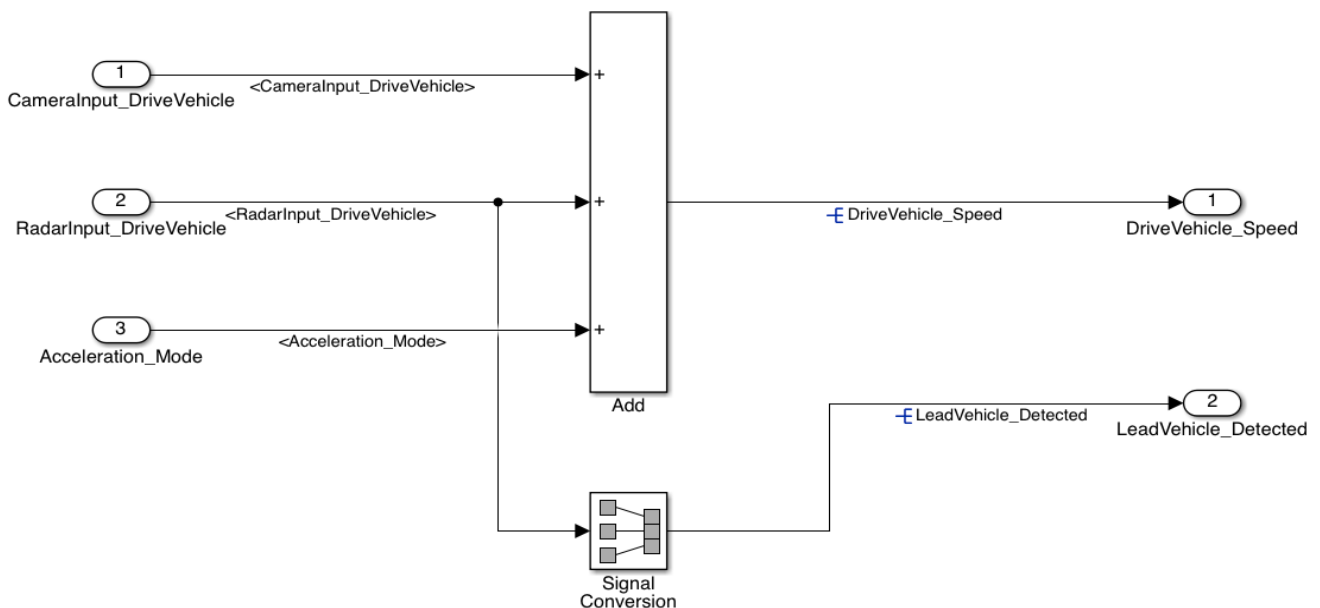 1
CameraInput_DriveVehicle
<CameraInput_DriveVehicle>
+
2
RadarInput_DriveVehicle
<RadarInput_DriveVehicle>
+
3
Acceleration_Mode
<Acceleration_Mode>
+
Add
DriveVehicle_Speed
1
DriveVehicle_Speed
LeadVehicle_Detected
2
LeadVehicle_Detected
Signal
Conversion